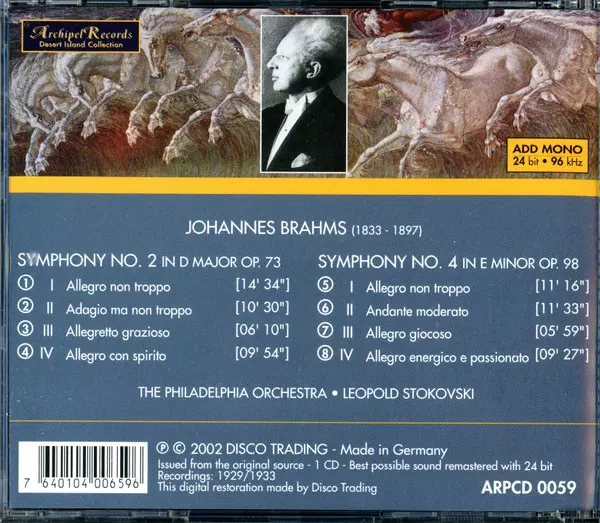 Archipel Records
Desert Island Collection
ADD MONO
24 bit • 96 kHz
JOHANNES BRAHMS (1833 - 1897)
SYMPHONY NO. 2 IN D MAJOR OP. 73
① I Allegro non troppo [14' 34"]
② II Adagio ma non troppo [10' 30"]
③ III Allegretto grazioso [06' 10"]
④ IV Allegro con spirito [09' 54"]
SYMPHONY NO. 4 IN E MINOR OP. 98
⑤ I Allegro non troppo [11' 16"]
⑥ II Andante moderato [11' 33"]
⑦ III Allegro giocoso [05' 59"]
⑧ IV Allegro energico e passionato [09' 27"]
THE PHILADELPHIA ORCHESTRA • LEOPOLD STOKOVSKI
7 640104 006596
℗ © 2002 DISCO TRADING - Made in Germany
Issued from the original source - 1 CD - Best possible sound remastered with 24 bit
Recordings: 1929/1933
This digital restoration made by Disco Trading
ARPCD 0059